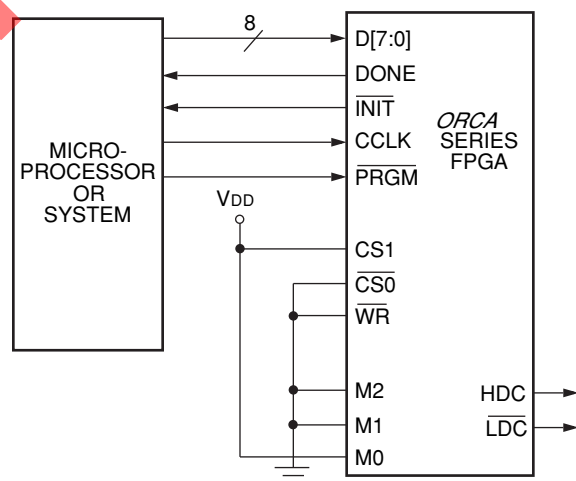 8
D[7:0]
DONE
INIT
CCLK
PRGM
ORCA
SERIES
FPGA
MICRO-
PROCESSOR
OR
SYSTEM
VDD
CS1
CS0
WR
M2
M1
M0
HDC
LDC